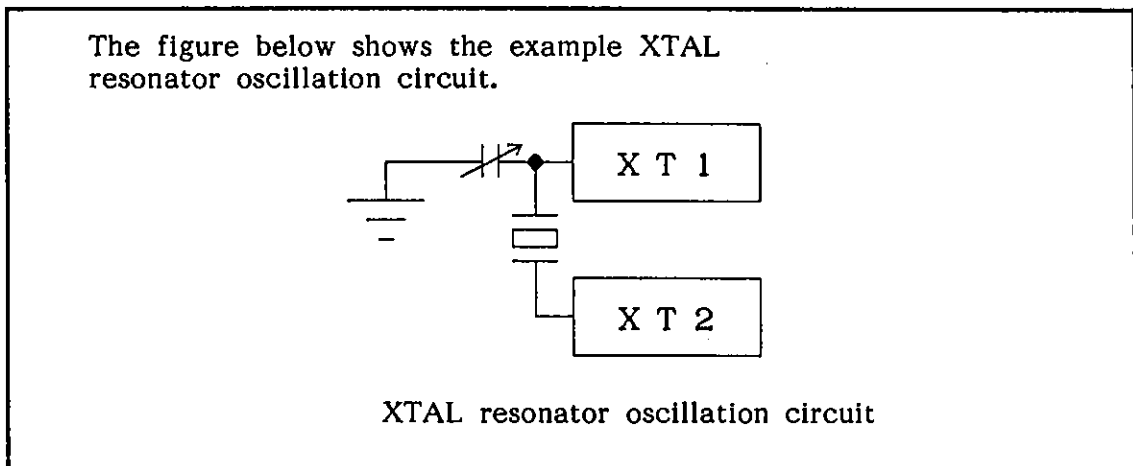 The figure below shows the example XTAL
resonator oscillation circuit.
X T 1
X T 2
XTAL resonator oscillation circuit